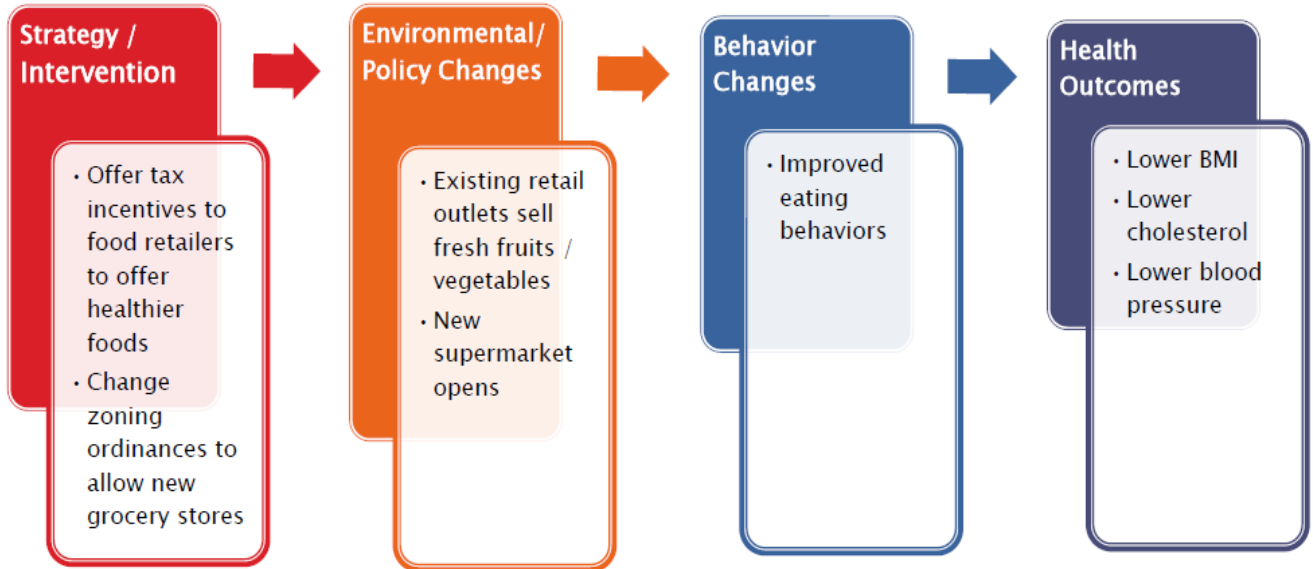 Strategy /
Intervention
• Offer tax
incentives to
food retailers
to offer
healthier
foods
• Change
zoning
ordinances to
allow new
grocery stores
Environmental/
Policy Changes
• Existing retail
outlets sell
fresh fruits /
vegetables
• New
supermarket
opens
Behavior
Changes
• Improved
eating
behaviors
Health
Outcomes
• Lower BMI
• Lower
cholesterol
• Lower blood
pressure